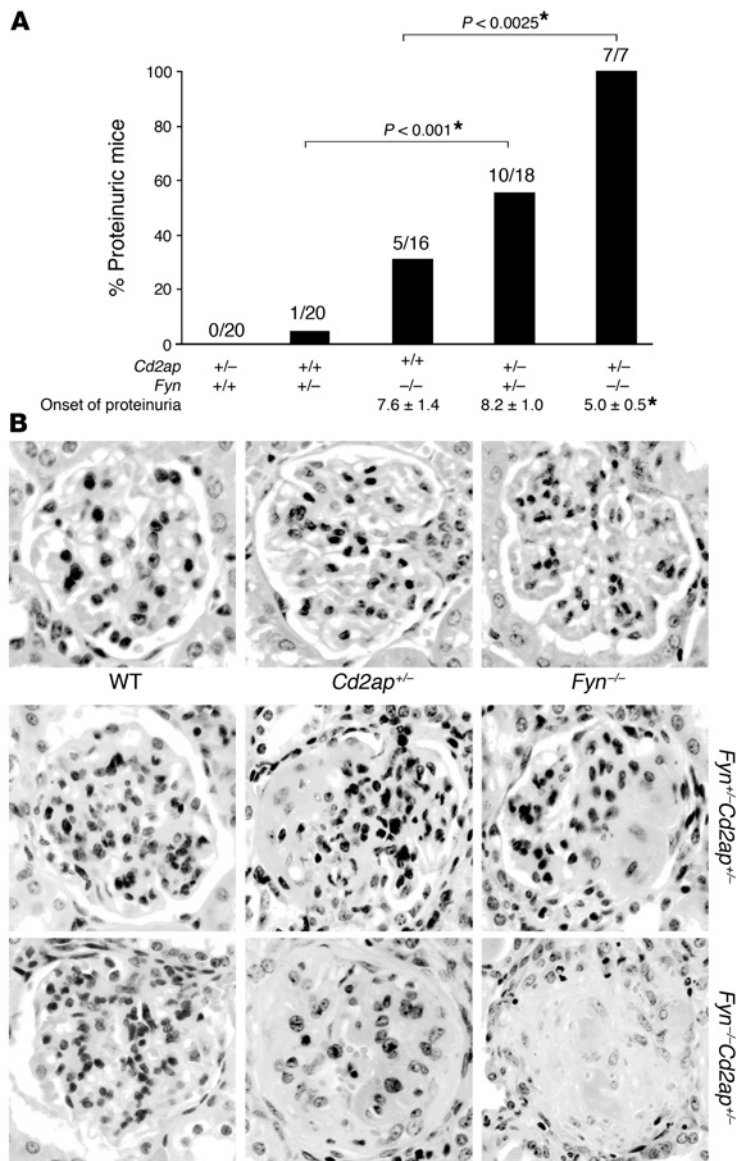 A
P < 0.0025*
7/7
100
P < 0.001*
80
10/18
60
% Proteinuric mice
40
5/16
20
1/20
0/20
0
Cd2ap +/– +/+ +/+ +/– +/–
Fyn +/+ +/– –/– +/– –/–
Onset of proteinuria 7.6 ± 1.4 8.2 ± 1.0 5.0 ± 0.5*
B
WT Cd2ap+/– Fyn–/–
Fyn+/–Cd2ap+/–
Fyn–/–Cd2ap+/–